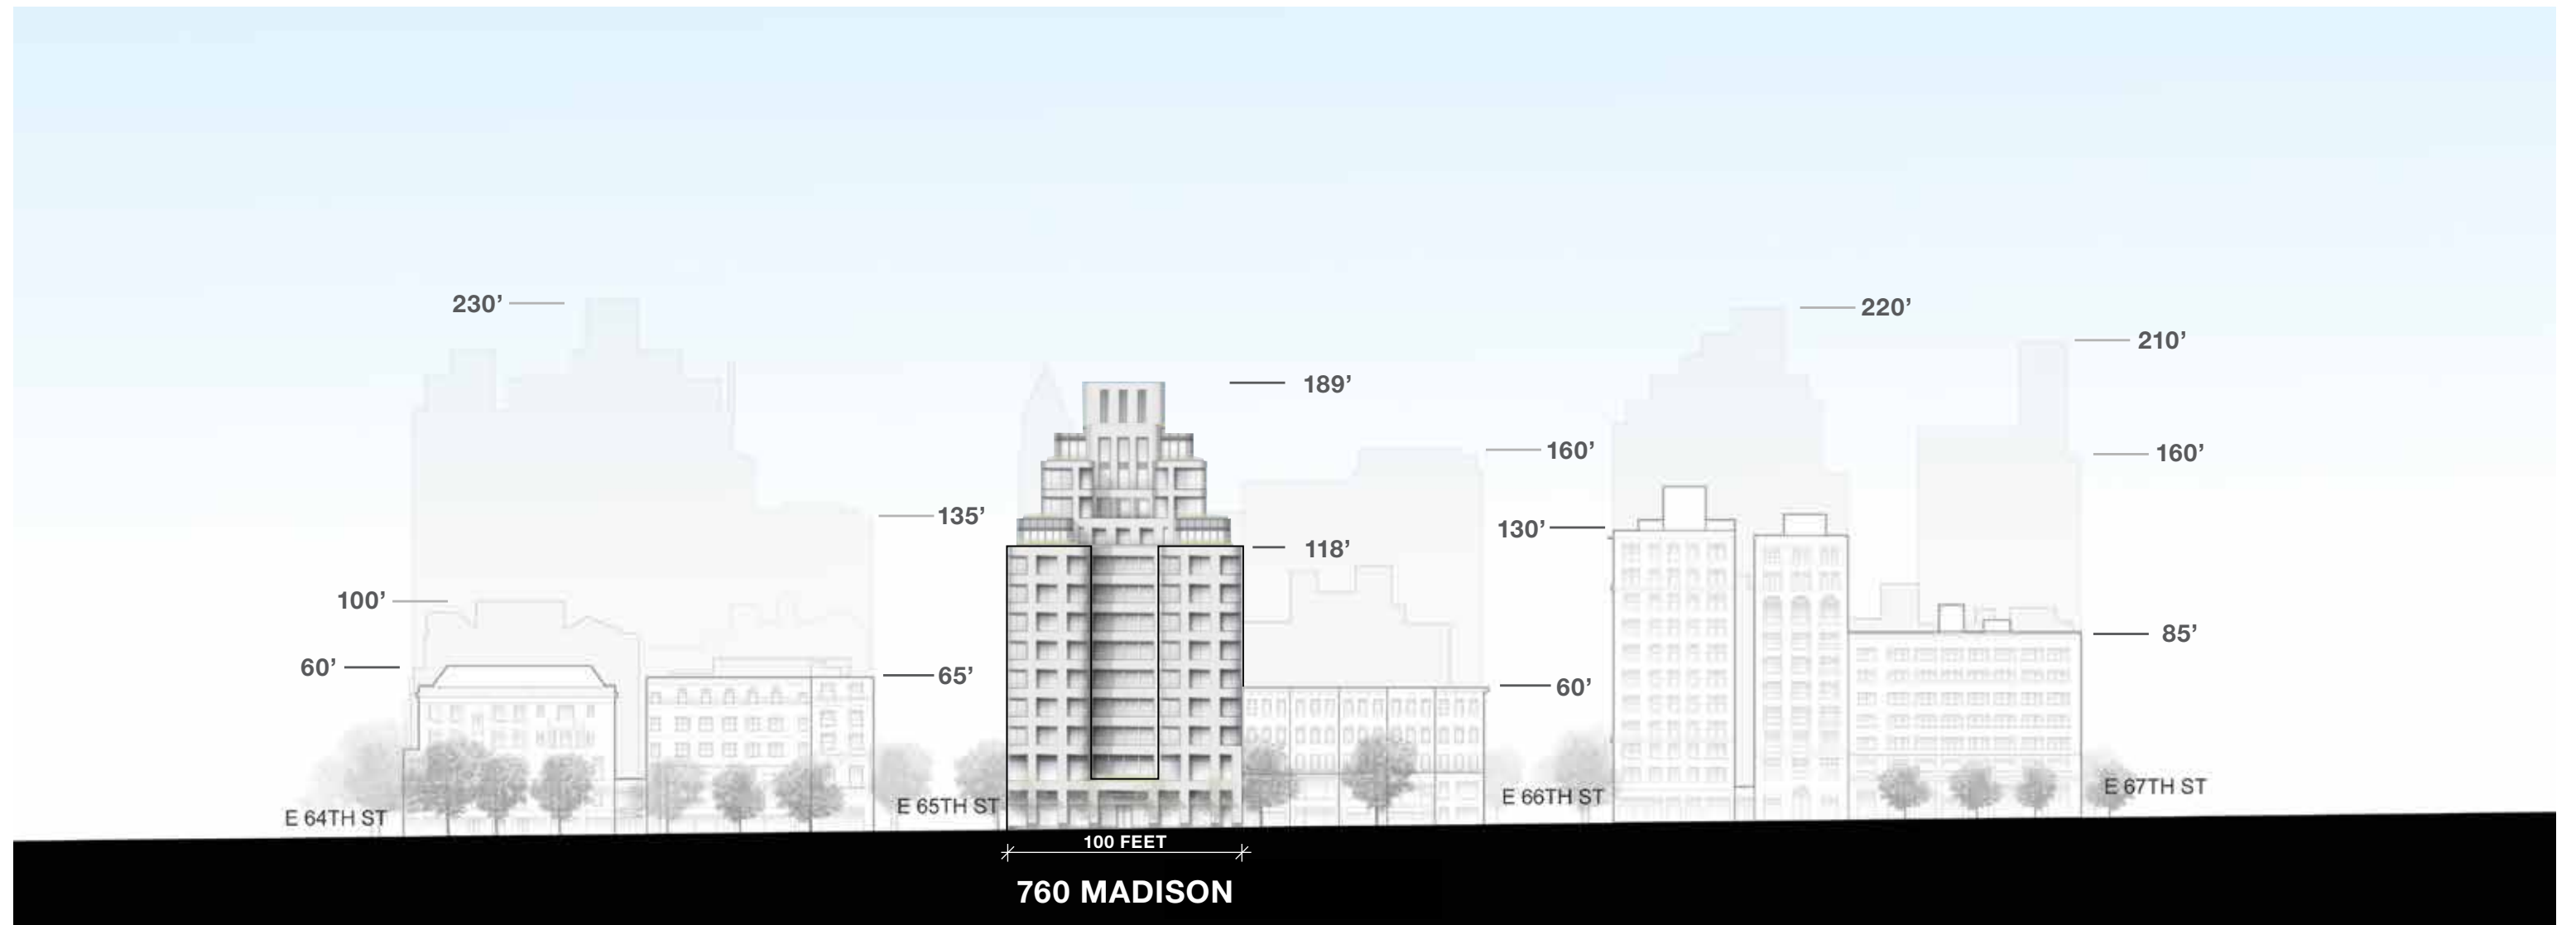 230’
220’
210’
189’
160’
160’
135’
130’
118’
100’
85’
60’
65’
60’
E 64TH ST
E 65TH ST
E 66TH ST
E 67TH ST
100 FEET
760 MADISON